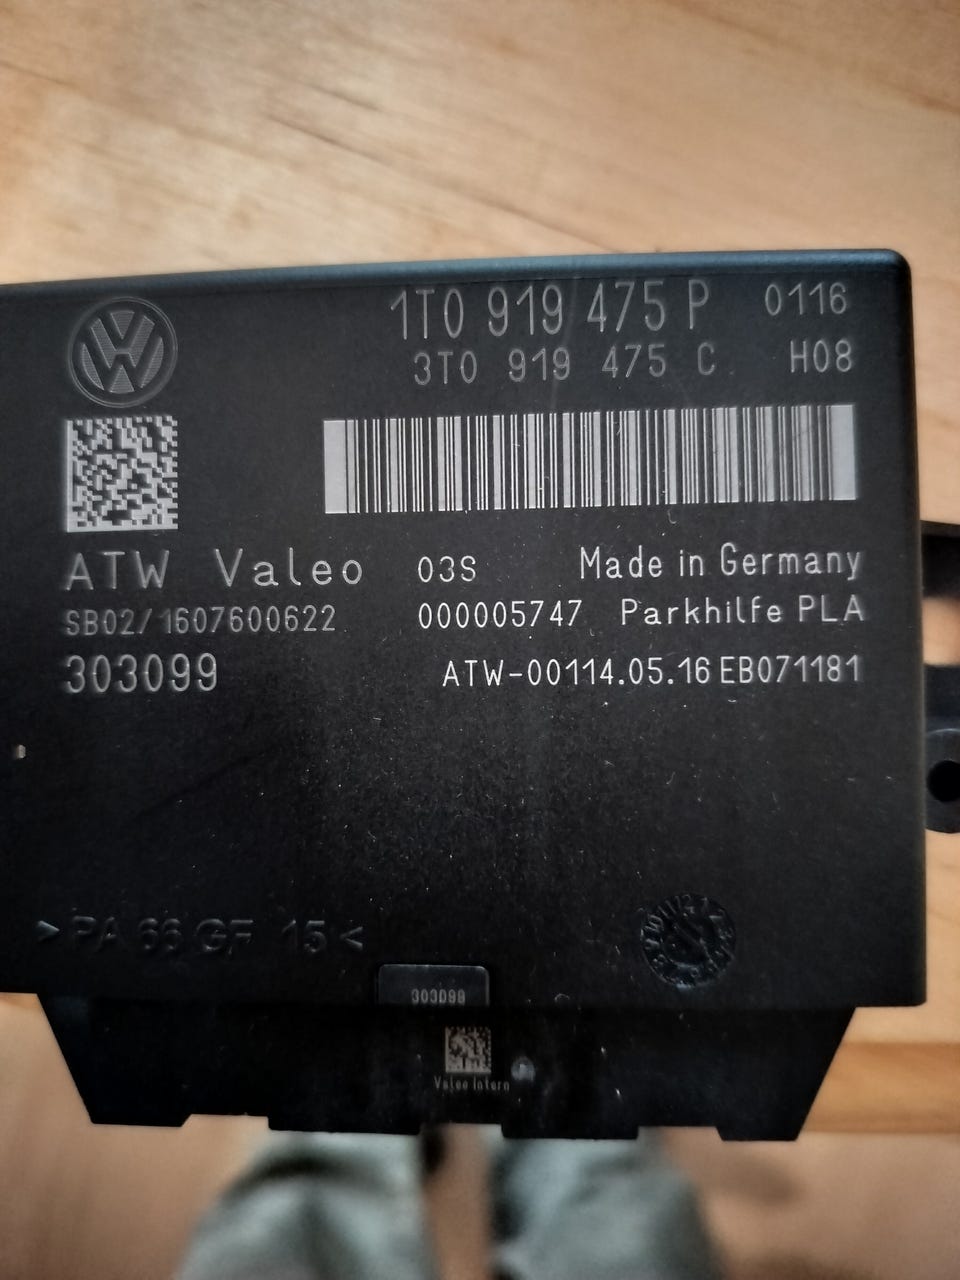 1T0 919 475 P 0116
3T0 919 475 C H08
ATW Valeo 03S Made in Germany
SB02/1607600622 000005747 Parkhilfe PLA
303099 ATW-00114.05.16 EB071181
>PA 66 GF 15<
303099
Valeo Intern